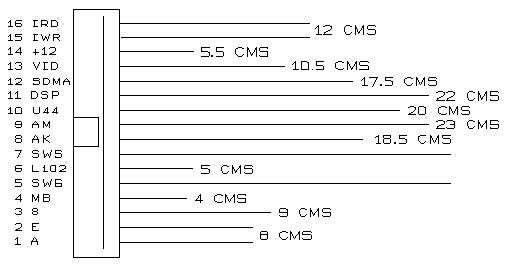 16 IRD
15 IWR 12 CMS
14 +12 5.5 CMS
13 VID 10.5 CMS
12 SDMA 17.5 CMS
11 DSP 22 CMS
10 U44 20 CMS
9 AM 23 CMS
8 AK 18.5 CMS
7 SW5
6 L102 5 CMS
5 SW6
4 MB 4 CMS
3 8 9 CMS
2 E 8 CMS
1 A